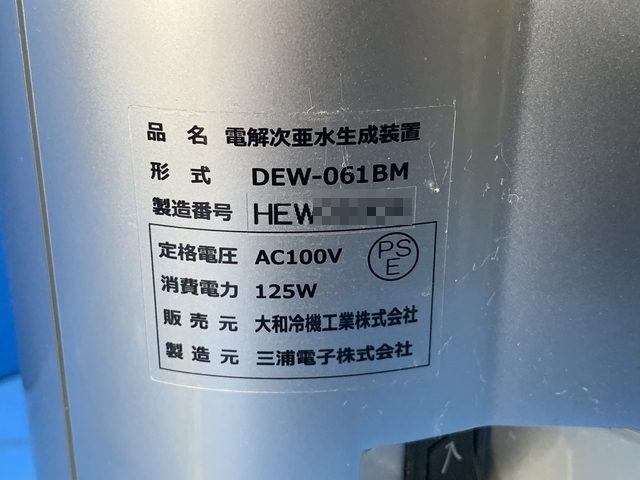 品名 電解次亜水生成装置
形式 DEW-061BM
製造番号 HEW
定格電圧 AC100V
PSE
消費電力 125W
販売元 大和冷機工業株式会社
製造元 三浦電子株式会社